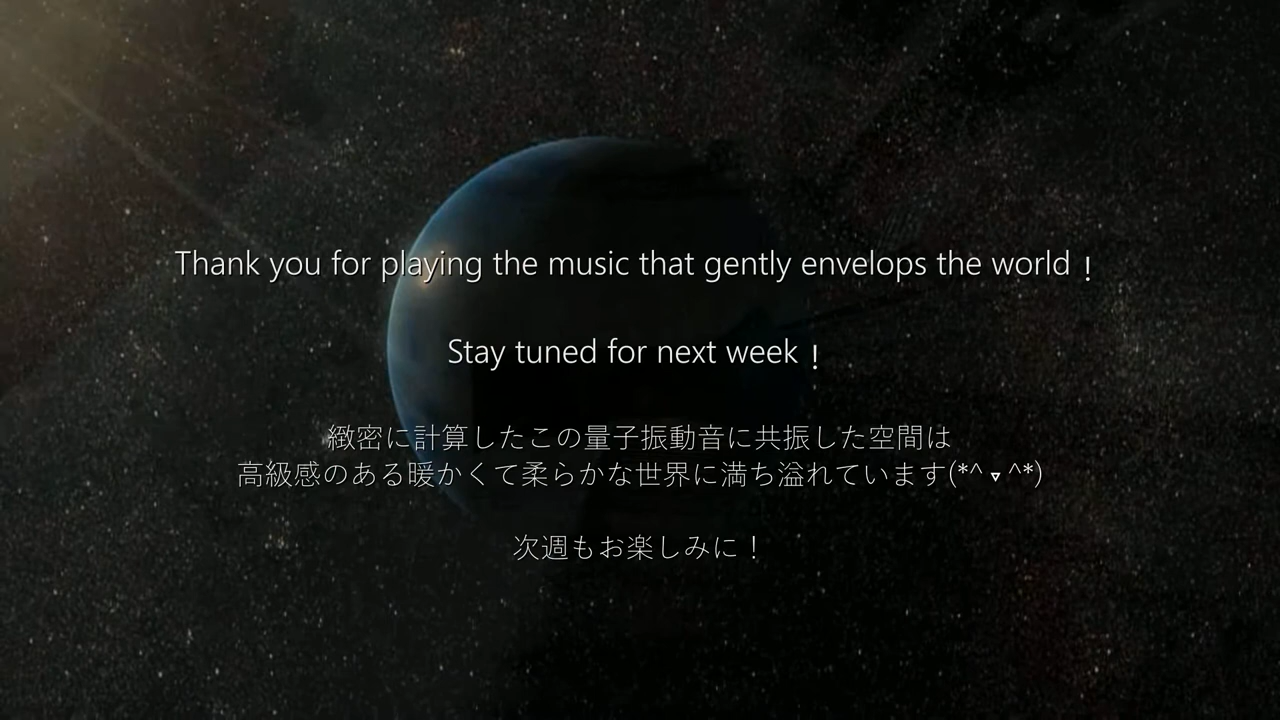 Thank you for playing the music that gently envelops the world！
Stay tuned for next week！
緻密に計算したこの量子振動音に共振した空間は
高級感のある暖かくて柔らかな世界に満ち溢れています(*^▿^*)
次週もお楽しみに！